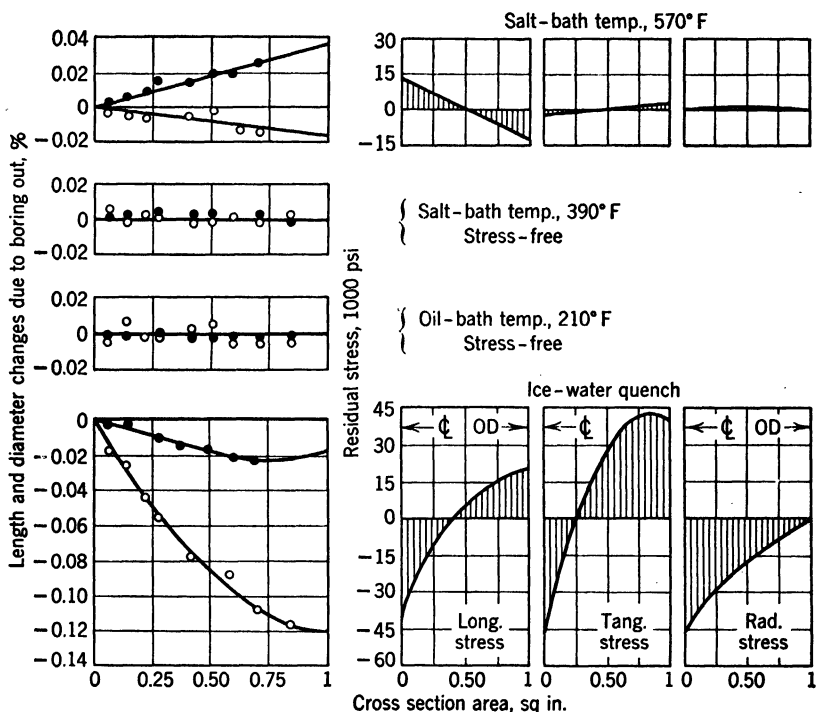 Salt-bath temp., 570° F
0.04
0.02
0
-0.02
30
15
0
-15
0.02
0
-0.02
Salt-bath temp., 390° F
Stress-free
0.02
0
-0.02
Oil-bath temp., 210° F
Stress-free
Length and diameter changes due to boring out, %
Residual stress, 1000 psi
Ice-water quench
0
-0.02
-0.04
-0.06
-0.08
-0.10
-0.12
-0.14
45
30
15
0
-15
-30
-45
-60
℄ OD
℄
℄ OD
Long.
stress
Tang.
stress
Rad.
stress
0 0.25 0.50 0.75 1
0 0.50 1
0 0.50 1
0 0.50 1
Cross section area, sq in.